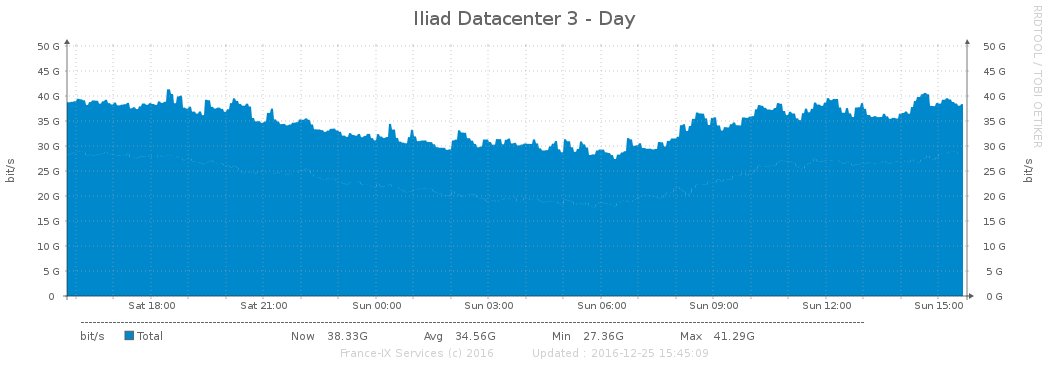 Iliad Datacenter 3 - Day
RRDTOOL / TOBI OETIKER
bit/s
50 G 50 G
45 G 45 G
40 G 40 G
35 G 35 G
30 G 30 G
25 G 25 G
20 G 20 G
15 G 15 G
10 G 10 G
5 G 5 G
0 0 G
bit/s
Sat 18:00 Sat 21:00 Sun 00:00 Sun 03:00 Sun 06:00 Sun 09:00 Sun 12:00 Sun 15:00
bit/s Total Now 38.33G Avg 34.56G Min 27.36G Max 41.29G
France-IX Services (c) 2016 Updated : 2016-12-25 15:45:09